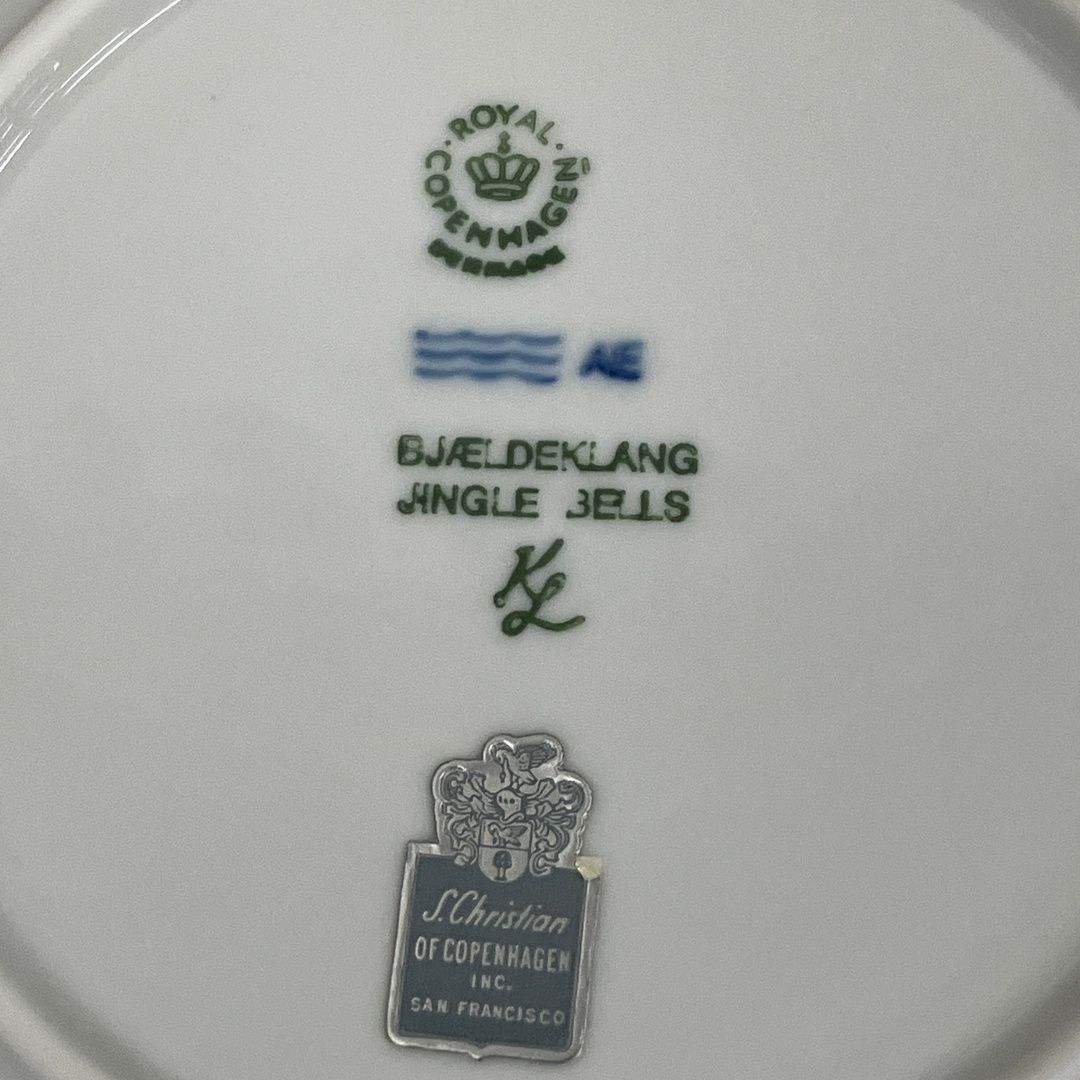 ROYAL
COPENHAGEN
AE
BJÆLDEKLANG
JINGLE BELLS
KL
S. Christian
OF COPENHAGEN
INC.
SAN FRANCISCO